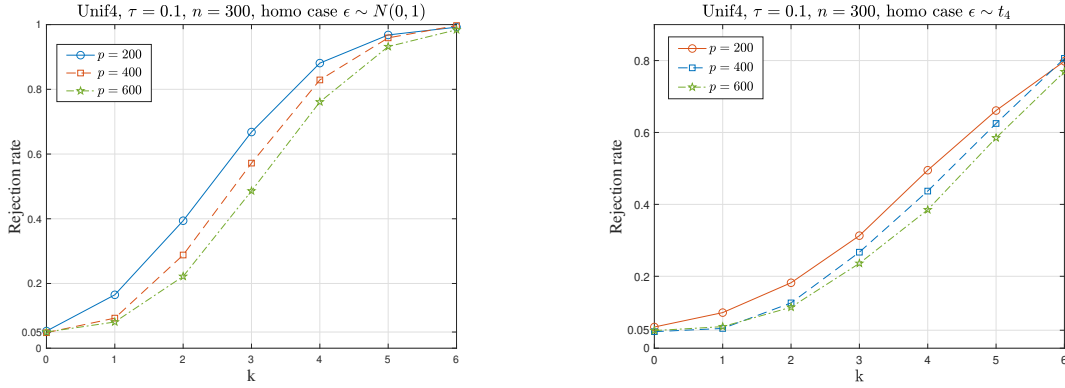 Unif4, τ = 0.1, n = 300, homo case ϵ ∼ N(0, 1)
1
0.8
0.6
0.4
0.2
0.05
0
Rejection rate
p = 200
p = 400
p = 600
0 1 2 3 4 5 6
k
Unif4, τ = 0.1, n = 300, homo case ϵ ∼ t₄
0.8
0.6
0.4
0.2
0.05
0
Rejection rate
p = 200
p = 400
p = 600
0 1 2 3 4 5 6
k